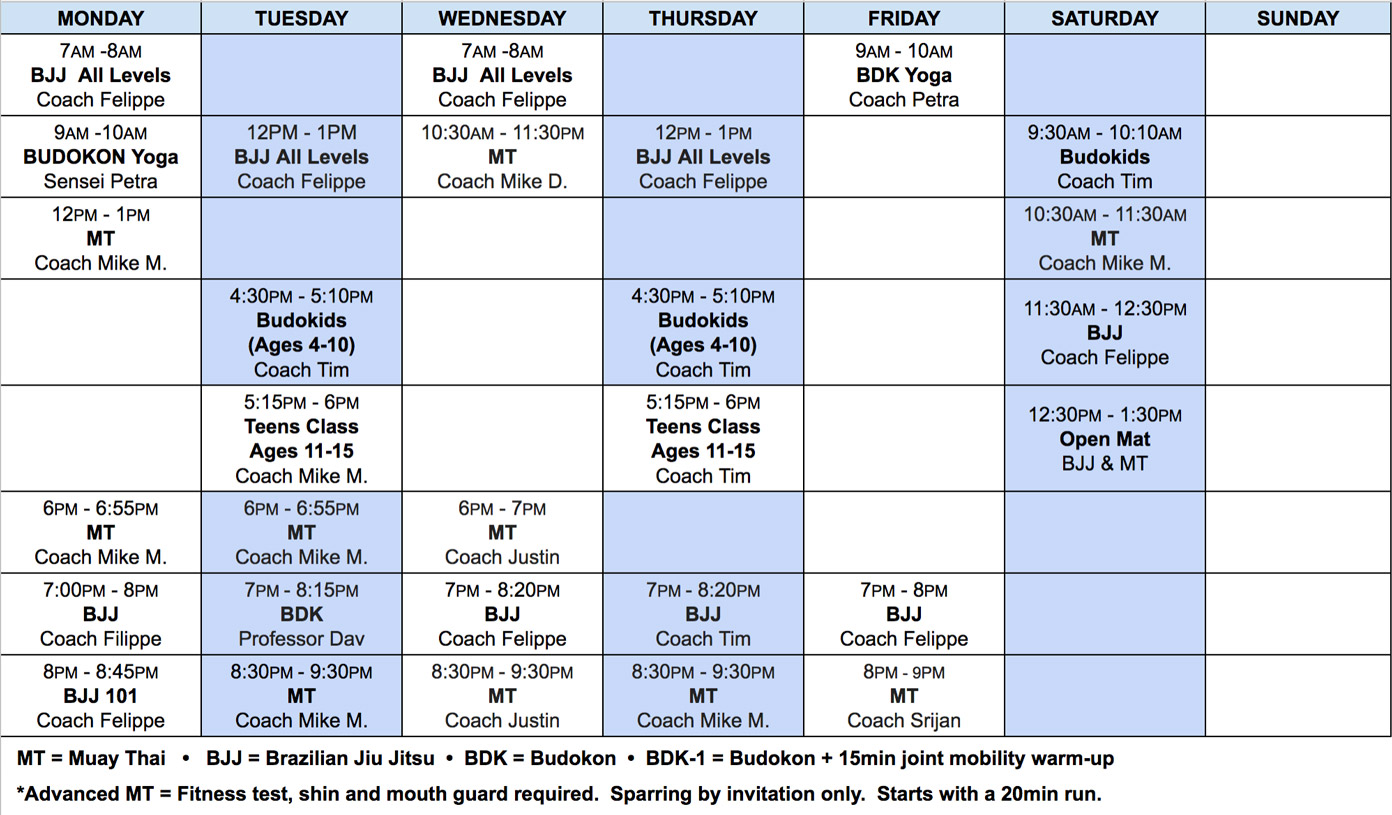 MONDAY TUESDAY WEDNESDAY THURSDAY FRIDAY SATURDAY SUNDAY
7AM -8AM
BJJ All Levels
Coach Felippe
7AM -8AM
BJJ All Levels
Coach Felippe
9AM - 10AM
BDK Yoga
Coach Petra
9AM -10AM
BUDOKON Yoga
Sensei Petra
12PM - 1PM
BJJ All Levels
Coach Felippe
10:30AM - 11:30PM
MT
Coach Mike D.
12PM - 1PM
BJJ All Levels
Coach Felippe
9:30AM - 10:10AM
Budokids
Coach Tim
12PM - 1PM
MT
Coach Mike M.
10:30AM - 11:30AM
MT
Coach Mike M.
4:30PM - 5:10PM
Budokids
(Ages 4-10)
Coach Tim
4:30PM - 5:10PM
Budokids
(Ages 4-10)
Coach Tim
11:30AM - 12:30PM
BJJ
Coach Felippe
5:15PM - 6PM
Teens Class
Ages 11-15
Coach Mike M.
5:15PM - 6PM
Teens Class
Ages 11-15
Coach Tim
12:30PM - 1:30PM
Open Mat
BJJ & MT
6PM - 6:55PM
MT
Coach Mike M.
6PM - 6:55PM
MT
Coach Mike M.
6PM - 7PM
MT
Coach Justin
7:00PM - 8PM
BJJ
Coach Filippe
7PM - 8:15PM
BDK
Professor Dav
7PM - 8:20PM
BJJ
Coach Felippe
7PM - 8:20PM
BJJ
Coach Tim
7PM - 8PM
BJJ
Coach Felippe
8PM - 8:45PM
BJJ 101
Coach Felippe
8:30PM - 9:30PM
MT
Coach Mike M.
8:30PM - 9:30PM
MT
Coach Justin
8:30PM - 9:30PM
MT
Coach Mike M.
8PM - 9PM
MT
Coach Srijan
MT = Muay Thai • BJJ = Brazilian Jiu Jitsu • BDK = Budokon • BDK-1 = Budokon + 15min joint mobility warm-up
*Advanced MT = Fitness test, shin and mouth guard required. Sparring by invitation only. Starts with a 20min run.